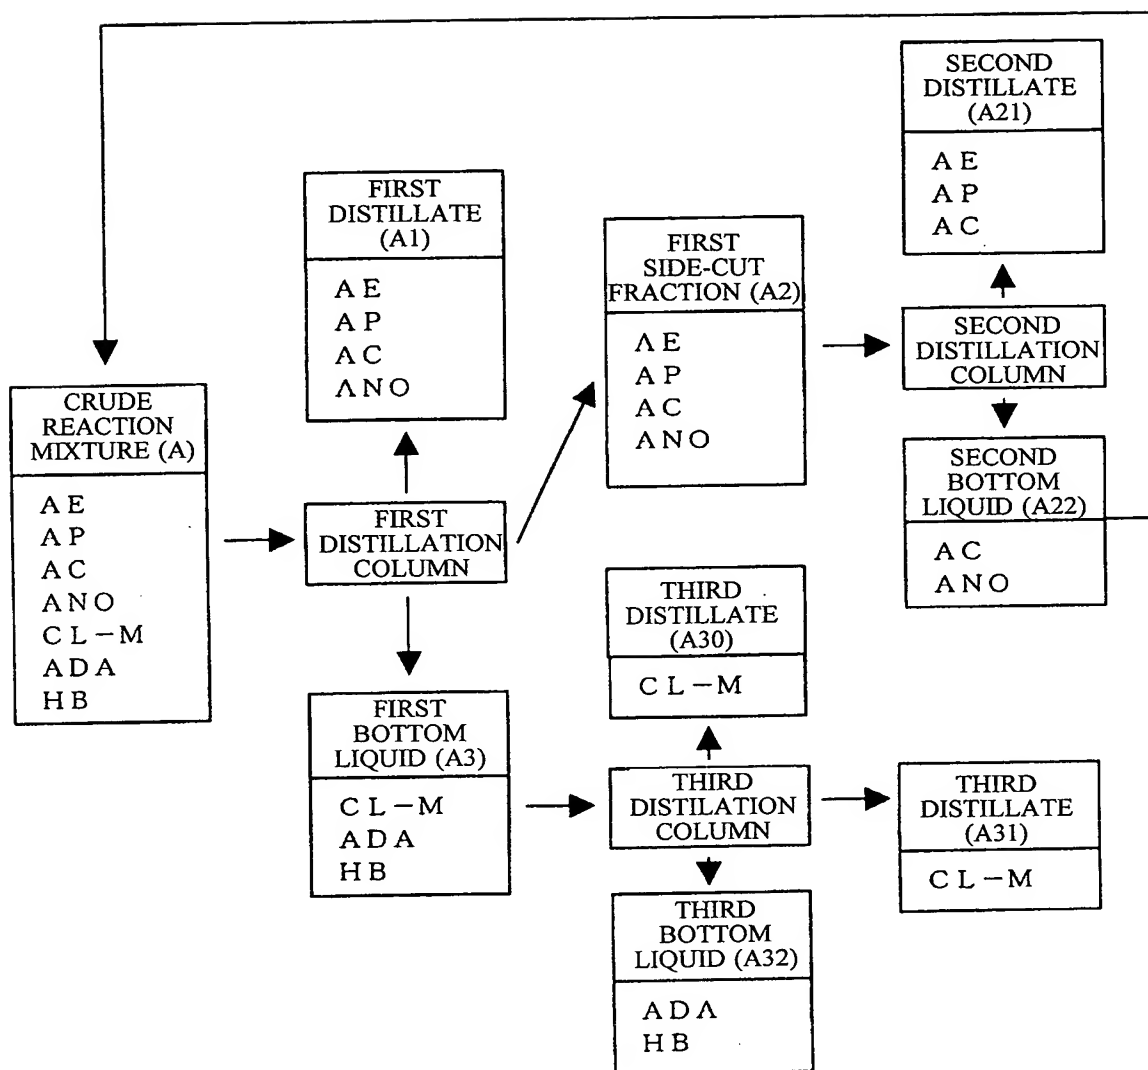 CRUDE
REACTION
MIXTURE (A)
AE
AP
AC
ANO
CL-M
ADA
HB
FIRST
DISTILLATE
(A1)
AE
AP
AC
ANO
FIRST
DISTILLATION
COLUMN
FIRST
BOTTOM
LIQUID (A3)
CL-M
ADA
HB
FIRST
SIDE-CUT
FRACTION (A2)
AE
AP
AC
ANO
SECOND
DISTILLATE
(A21)
AE
AP
AC
SECOND
DISTILLATION
COLUMN
SECOND
BOTTOM
LIQUID (A22)
AC
ANO
THIRD
DISTILLATE
(A30)
CL-M
THIRD
DISTILATION
COLUMN
THIRD
DISTILLATE
(A31)
CL-M
THIRD
BOTTOM
LIQUID (A32)
ADA
HB